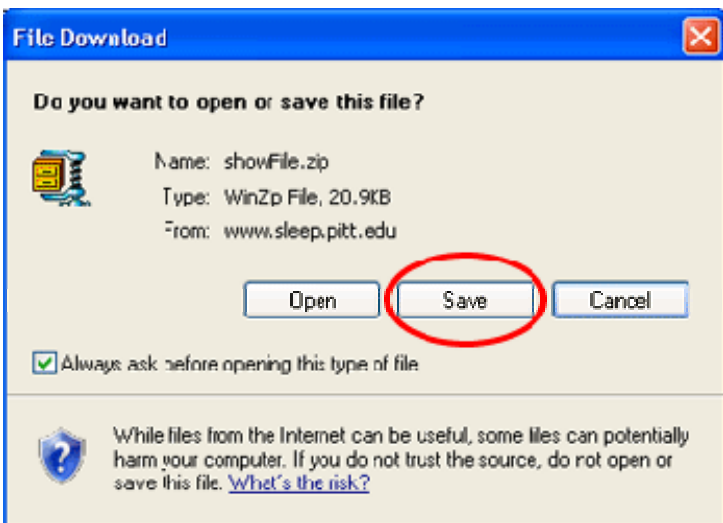 File Download
Do you want to open or save this file?
Name: showFile.zip
Type: WinZip File, 20.9KB
From: www.sleep.pitt.edu
Open Save Cancel
Always ask before opening this type of file
While files from the Internet can be useful, some files can potentially
harm your computer. If you do not trust the source, do not open or
save this file. What's the risk?